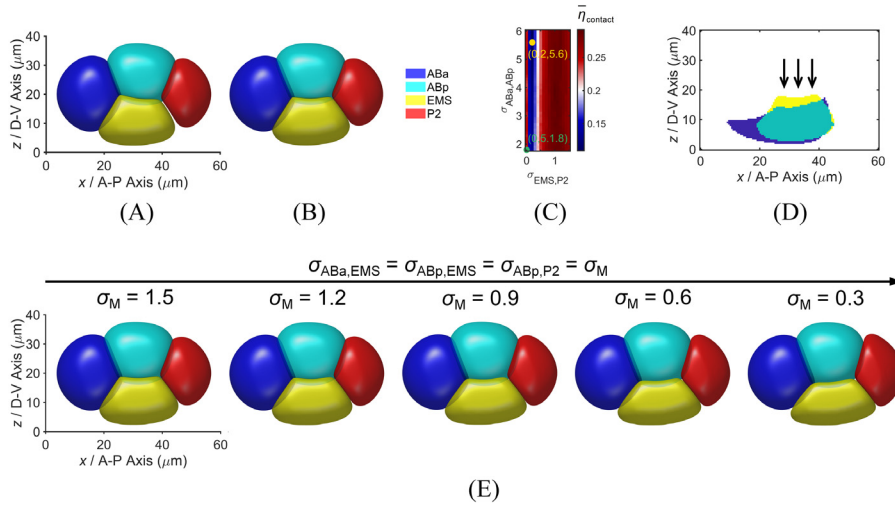 40
30
20
10
0
z / D-V Axis (μm)
0 20 40 60
x / A-P Axis (μm)
(A)
(B)
ABa
ABp
EMS
P2
6
5
4
3
2
σABa,ABp
(0.2,5.6)
(0.5,1.8)
0 1
σEMS,P2
(C)
η̅contact
0.25
0.2
0.15
40
30
20
10
0
z / D-V Axis (μm)
0 20 40 60
x / A-P Axis (μm)
(D)
σABa,EMS = σABp,EMS = σABp,P2 = σM
σM = 1.5 σM = 1.2 σM = 0.9 σM = 0.6 σM = 0.3
40
30
20
10
0
z / D-V Axis (μm)
0 20 40 60
x / A-P Axis (μm)
(E)